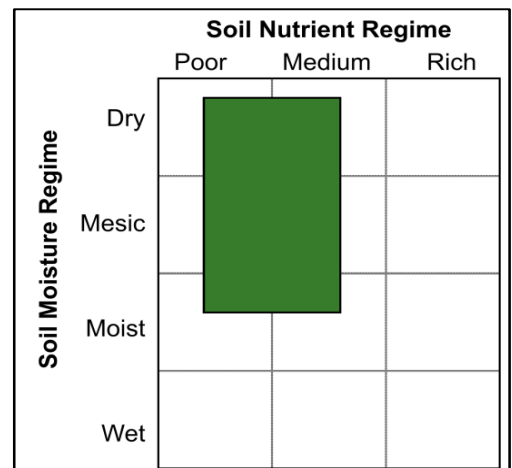 Soil Nutrient Regime
Poor Medium Rich
Soil Moisture Regime
Dry
Mesic
Moist
Wet